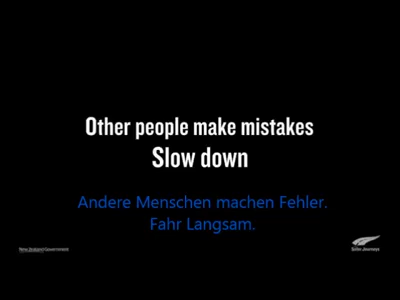 Other people make mistakes
Slow down
Andere Menschen machen Fehler.
Fahr Langsam.
New Zealand Government
Safer Journeys